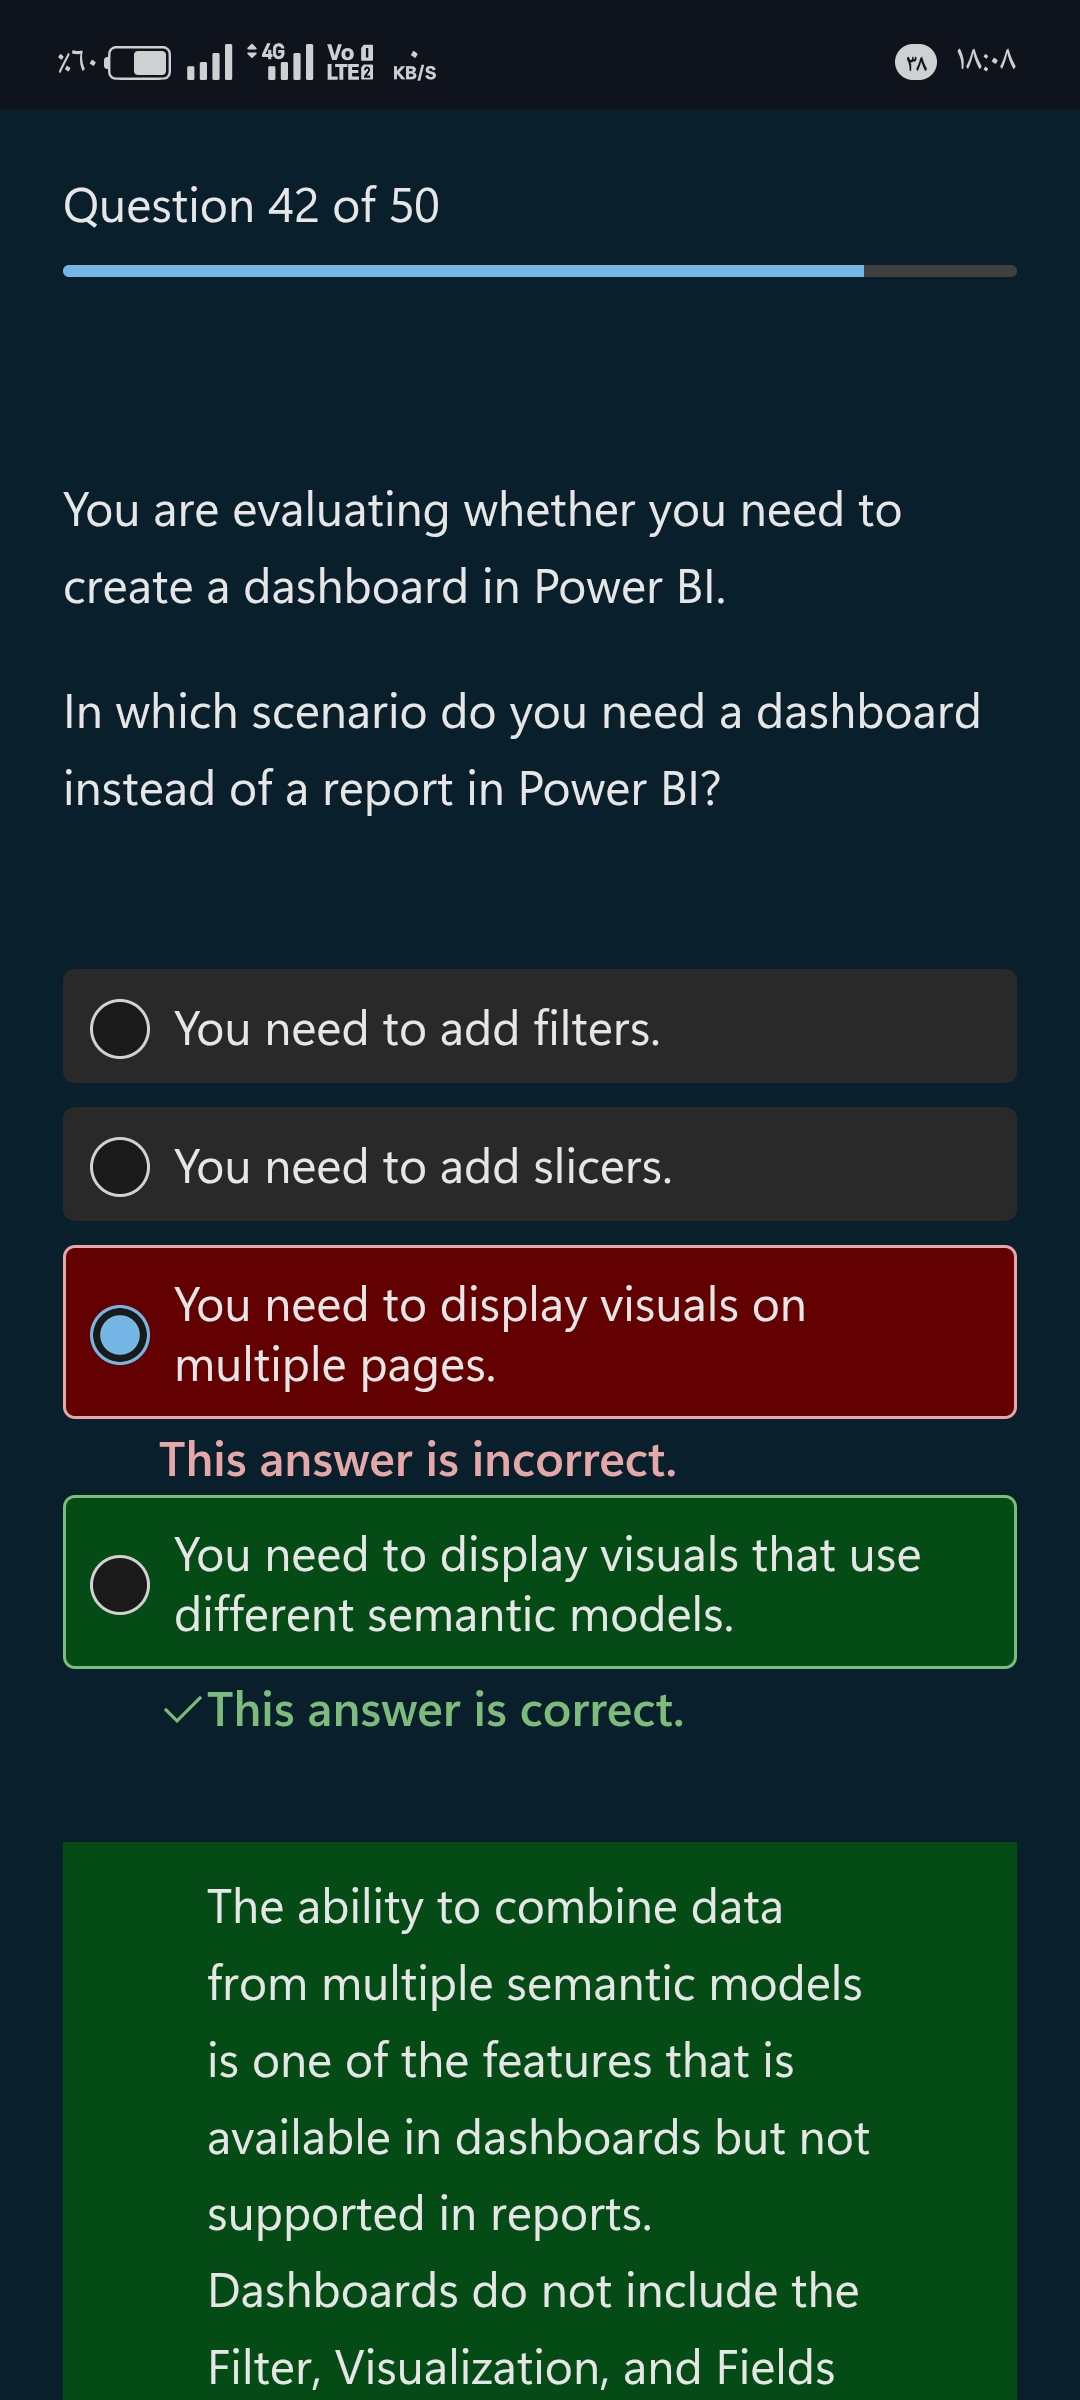 ٪٦٠ 4G Vo 1 LTE 2 ٠ KB/S ٣٨ ١٨:٠٨
Question 42 of 50
You are evaluating whether you need to
create a dashboard in Power BI.
In which scenario do you need a dashboard
instead of a report in Power BI?
You need to add filters.
You need to add slicers.
You need to display visuals on
multiple pages.
This answer is incorrect.
You need to display visuals that use
different semantic models.
This answer is correct.
The ability to combine data
from multiple semantic models
is one of the features that is
available in dashboards but not
supported in reports.
Dashboards do not include the
Filter, Visualization, and Fields